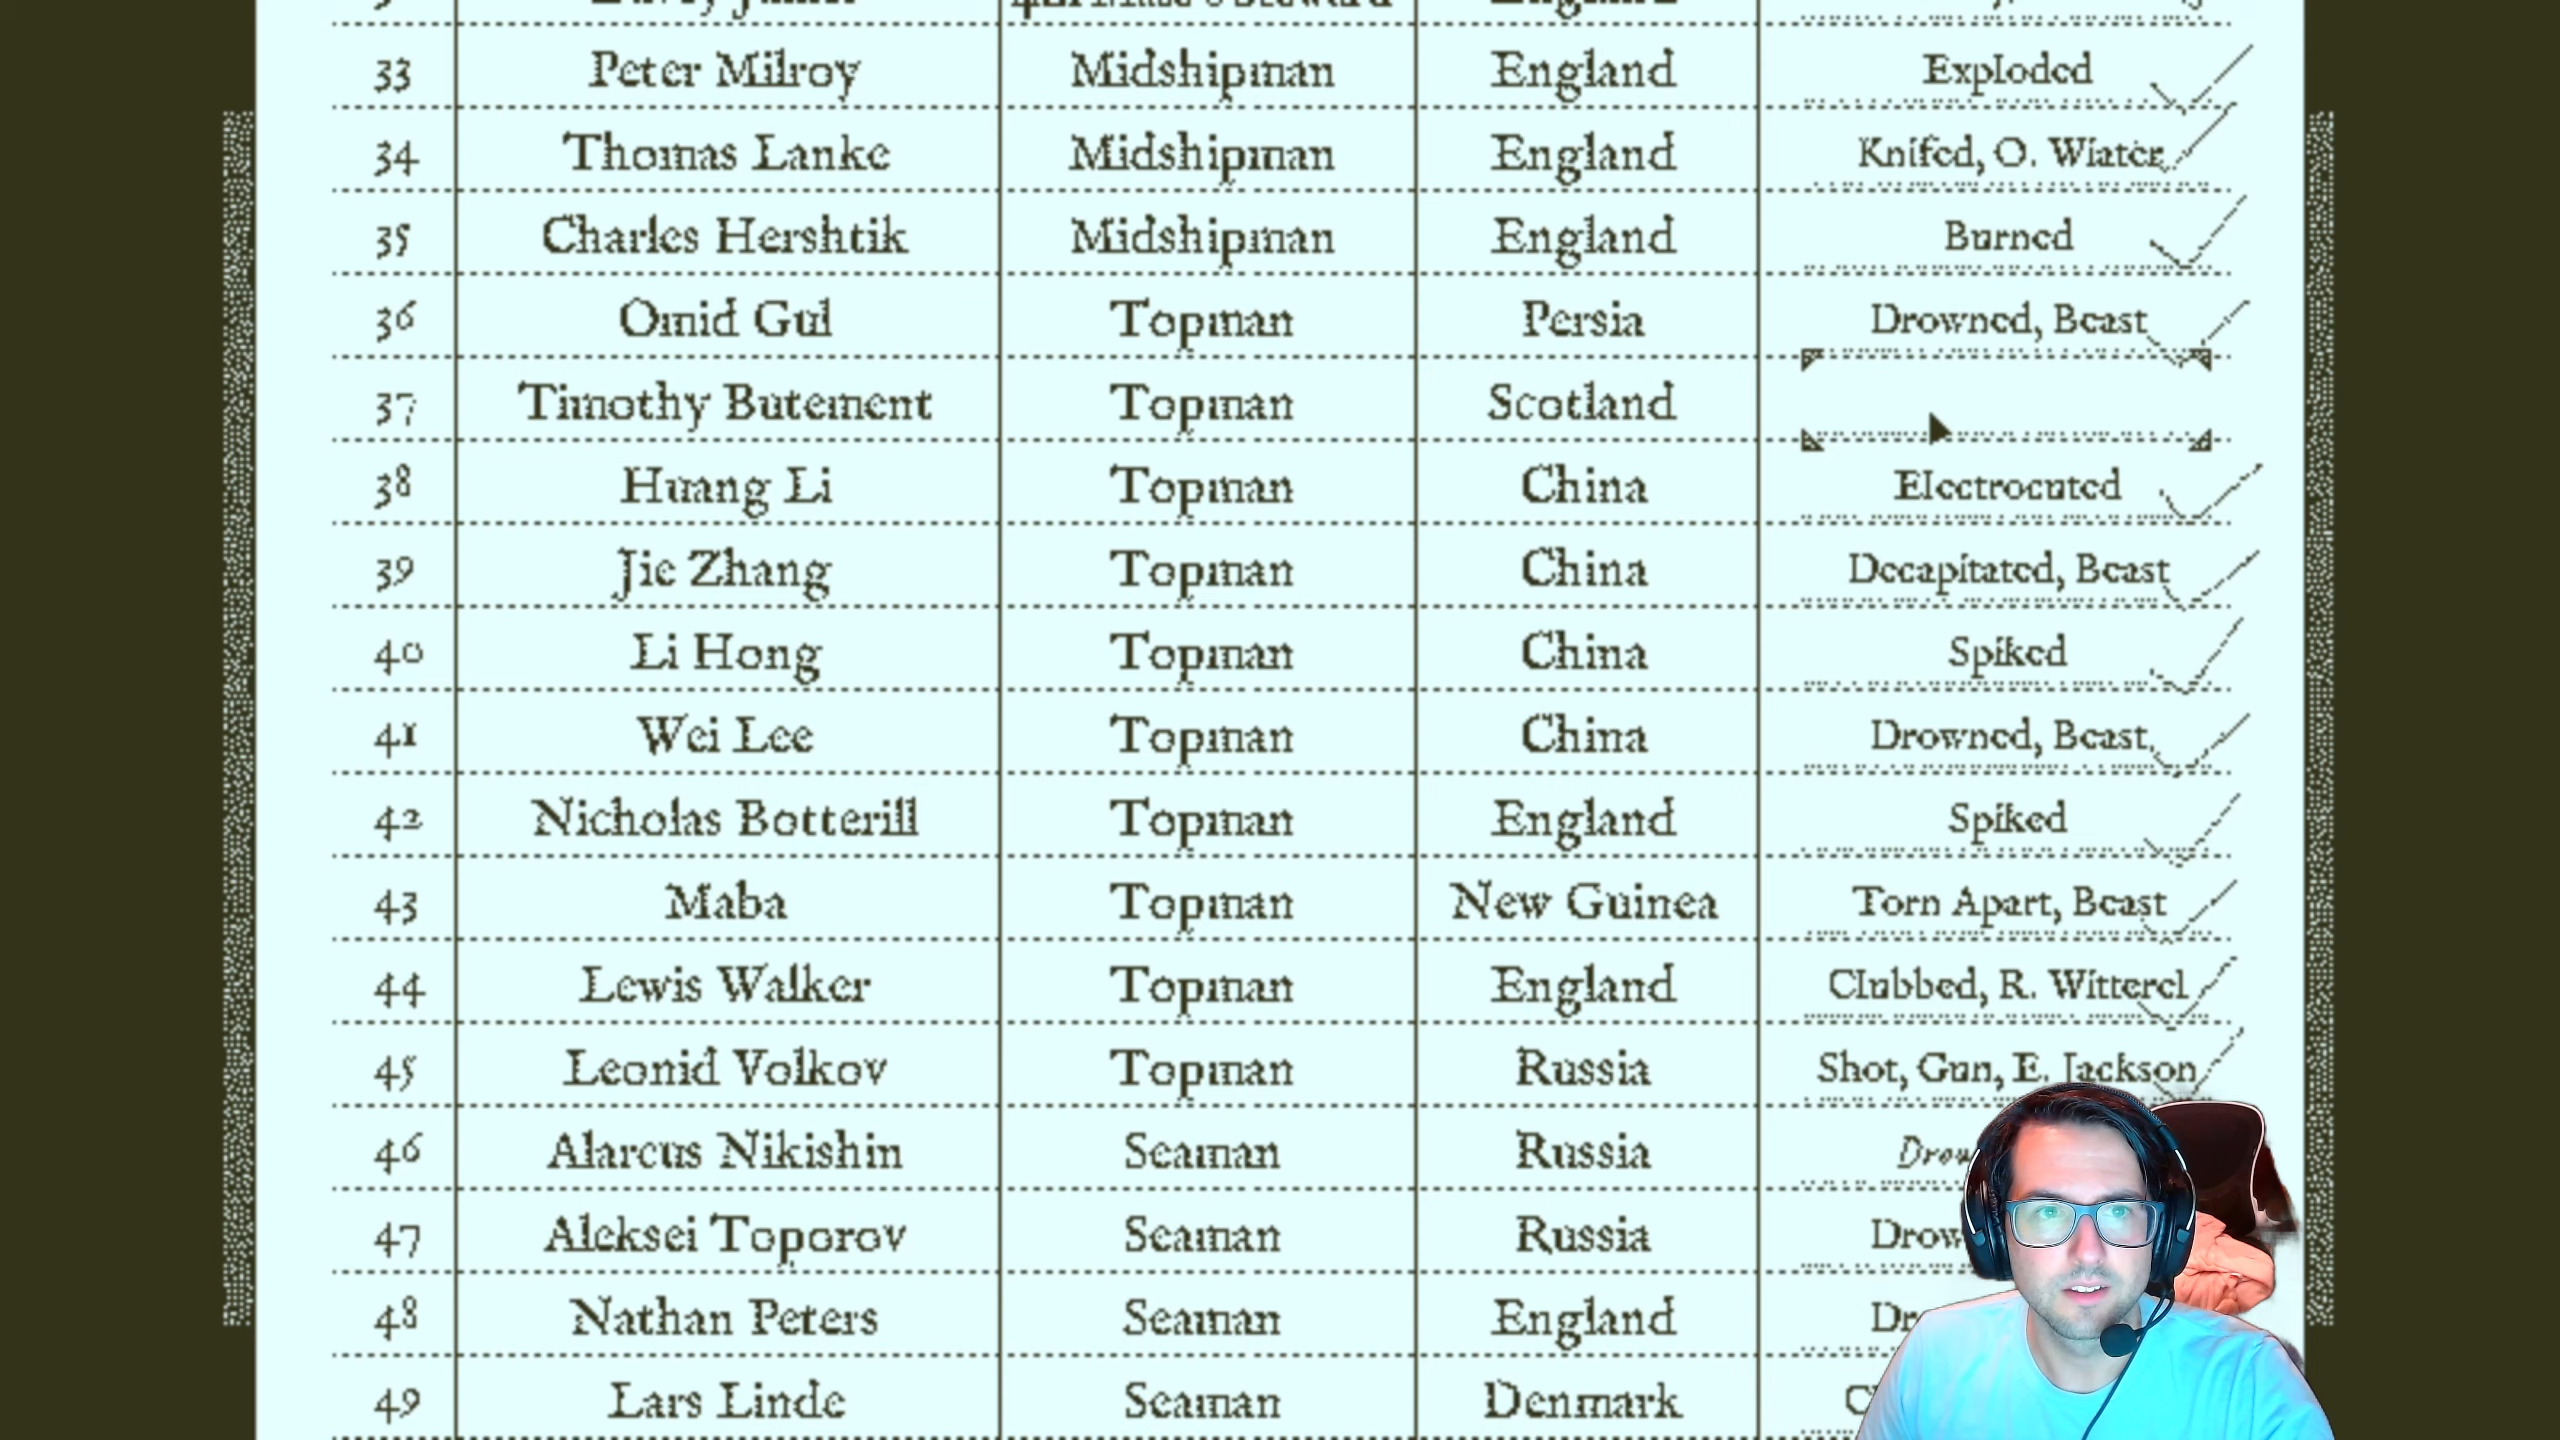 33 Peter Milroy Midshipman England Exploded
34 Thomas Lanke Midshipman England Knifed, O. Wiater
35 Charles Hershtik Midshipman England Burned
36 Omid Gul Topman Persia Drowned, Beast
37 Timothy Butement Topman Scotland
38 Huang Li Topman China Electrocuted
39 Jie Zhang Topman China Decapitated, Beast
40 Li Hong Topman China Spiked
41 Wei Lee Topman China Drowned, Beast
42 Nicholas Botterill Topman England Spiked
43 Maba Topman New Guinea Torn Apart, Beast
44 Lewis Walker Topman England Clubbed, R. Witterel
45 Leonid Volkov Topman Russia Shot, Gun, E. Jackson
46 Alarcus Nikishin Seaman Russia
47 Aleksei Toporov Seaman Russia
48 Nathan Peters Seaman England
49 Lars Linde Seaman Denmark